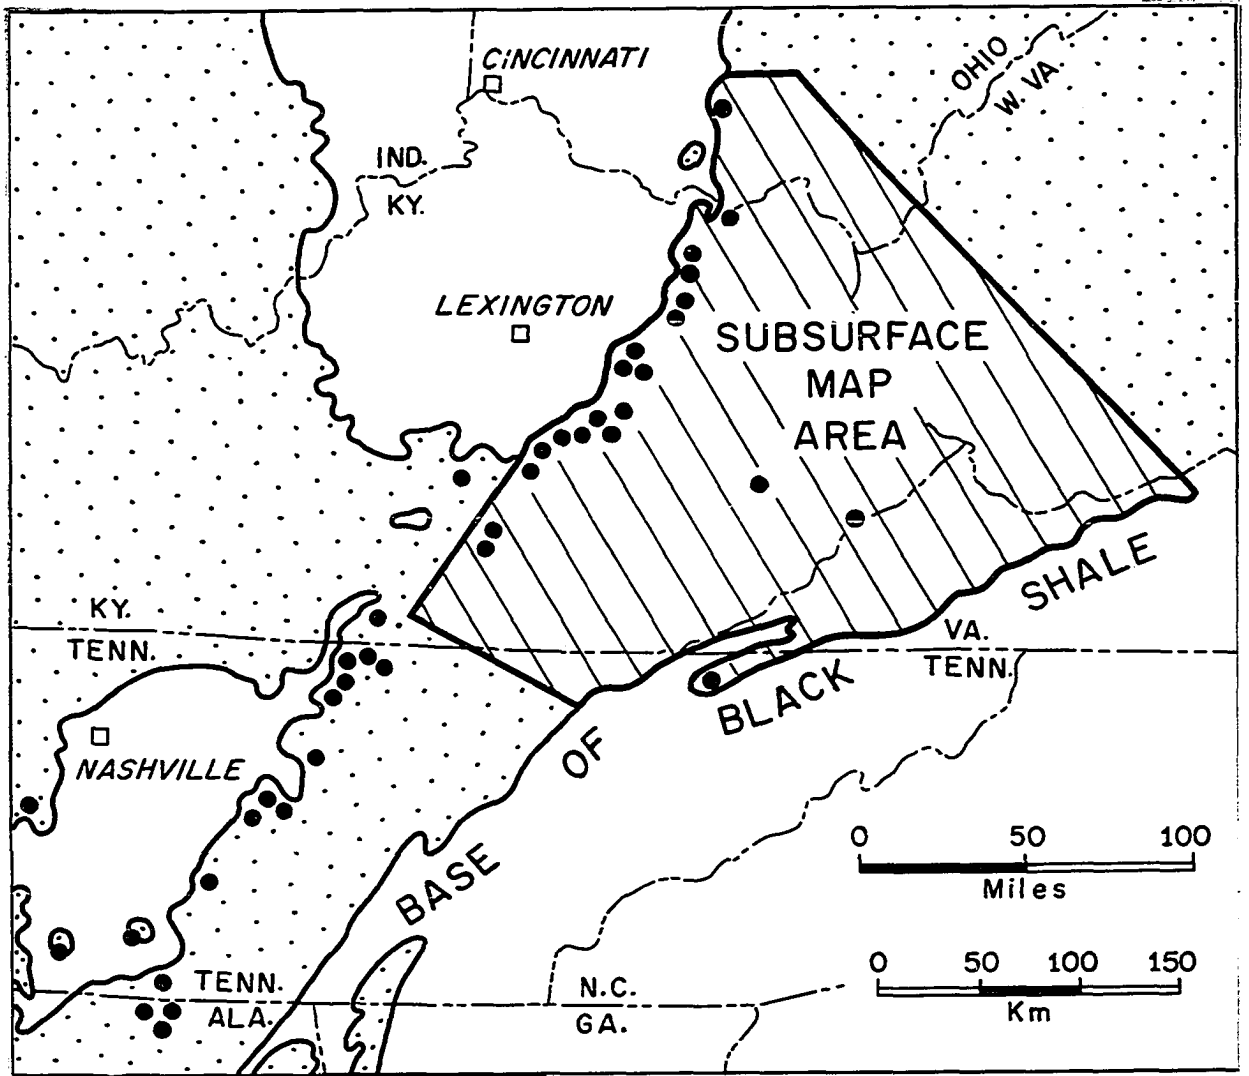 CINCINNATI
OHIO
W. VA.
IND.
KY.
LEXINGTON
SUBSURFACE
MAP
AREA
KY.
TENN.
VA.
TENN.
NASHVILLE
BASE OF BLACK SHALE
0 50 100
Miles
0 50 100 150
Km
TENN.
ALA.
N.C.
GA.